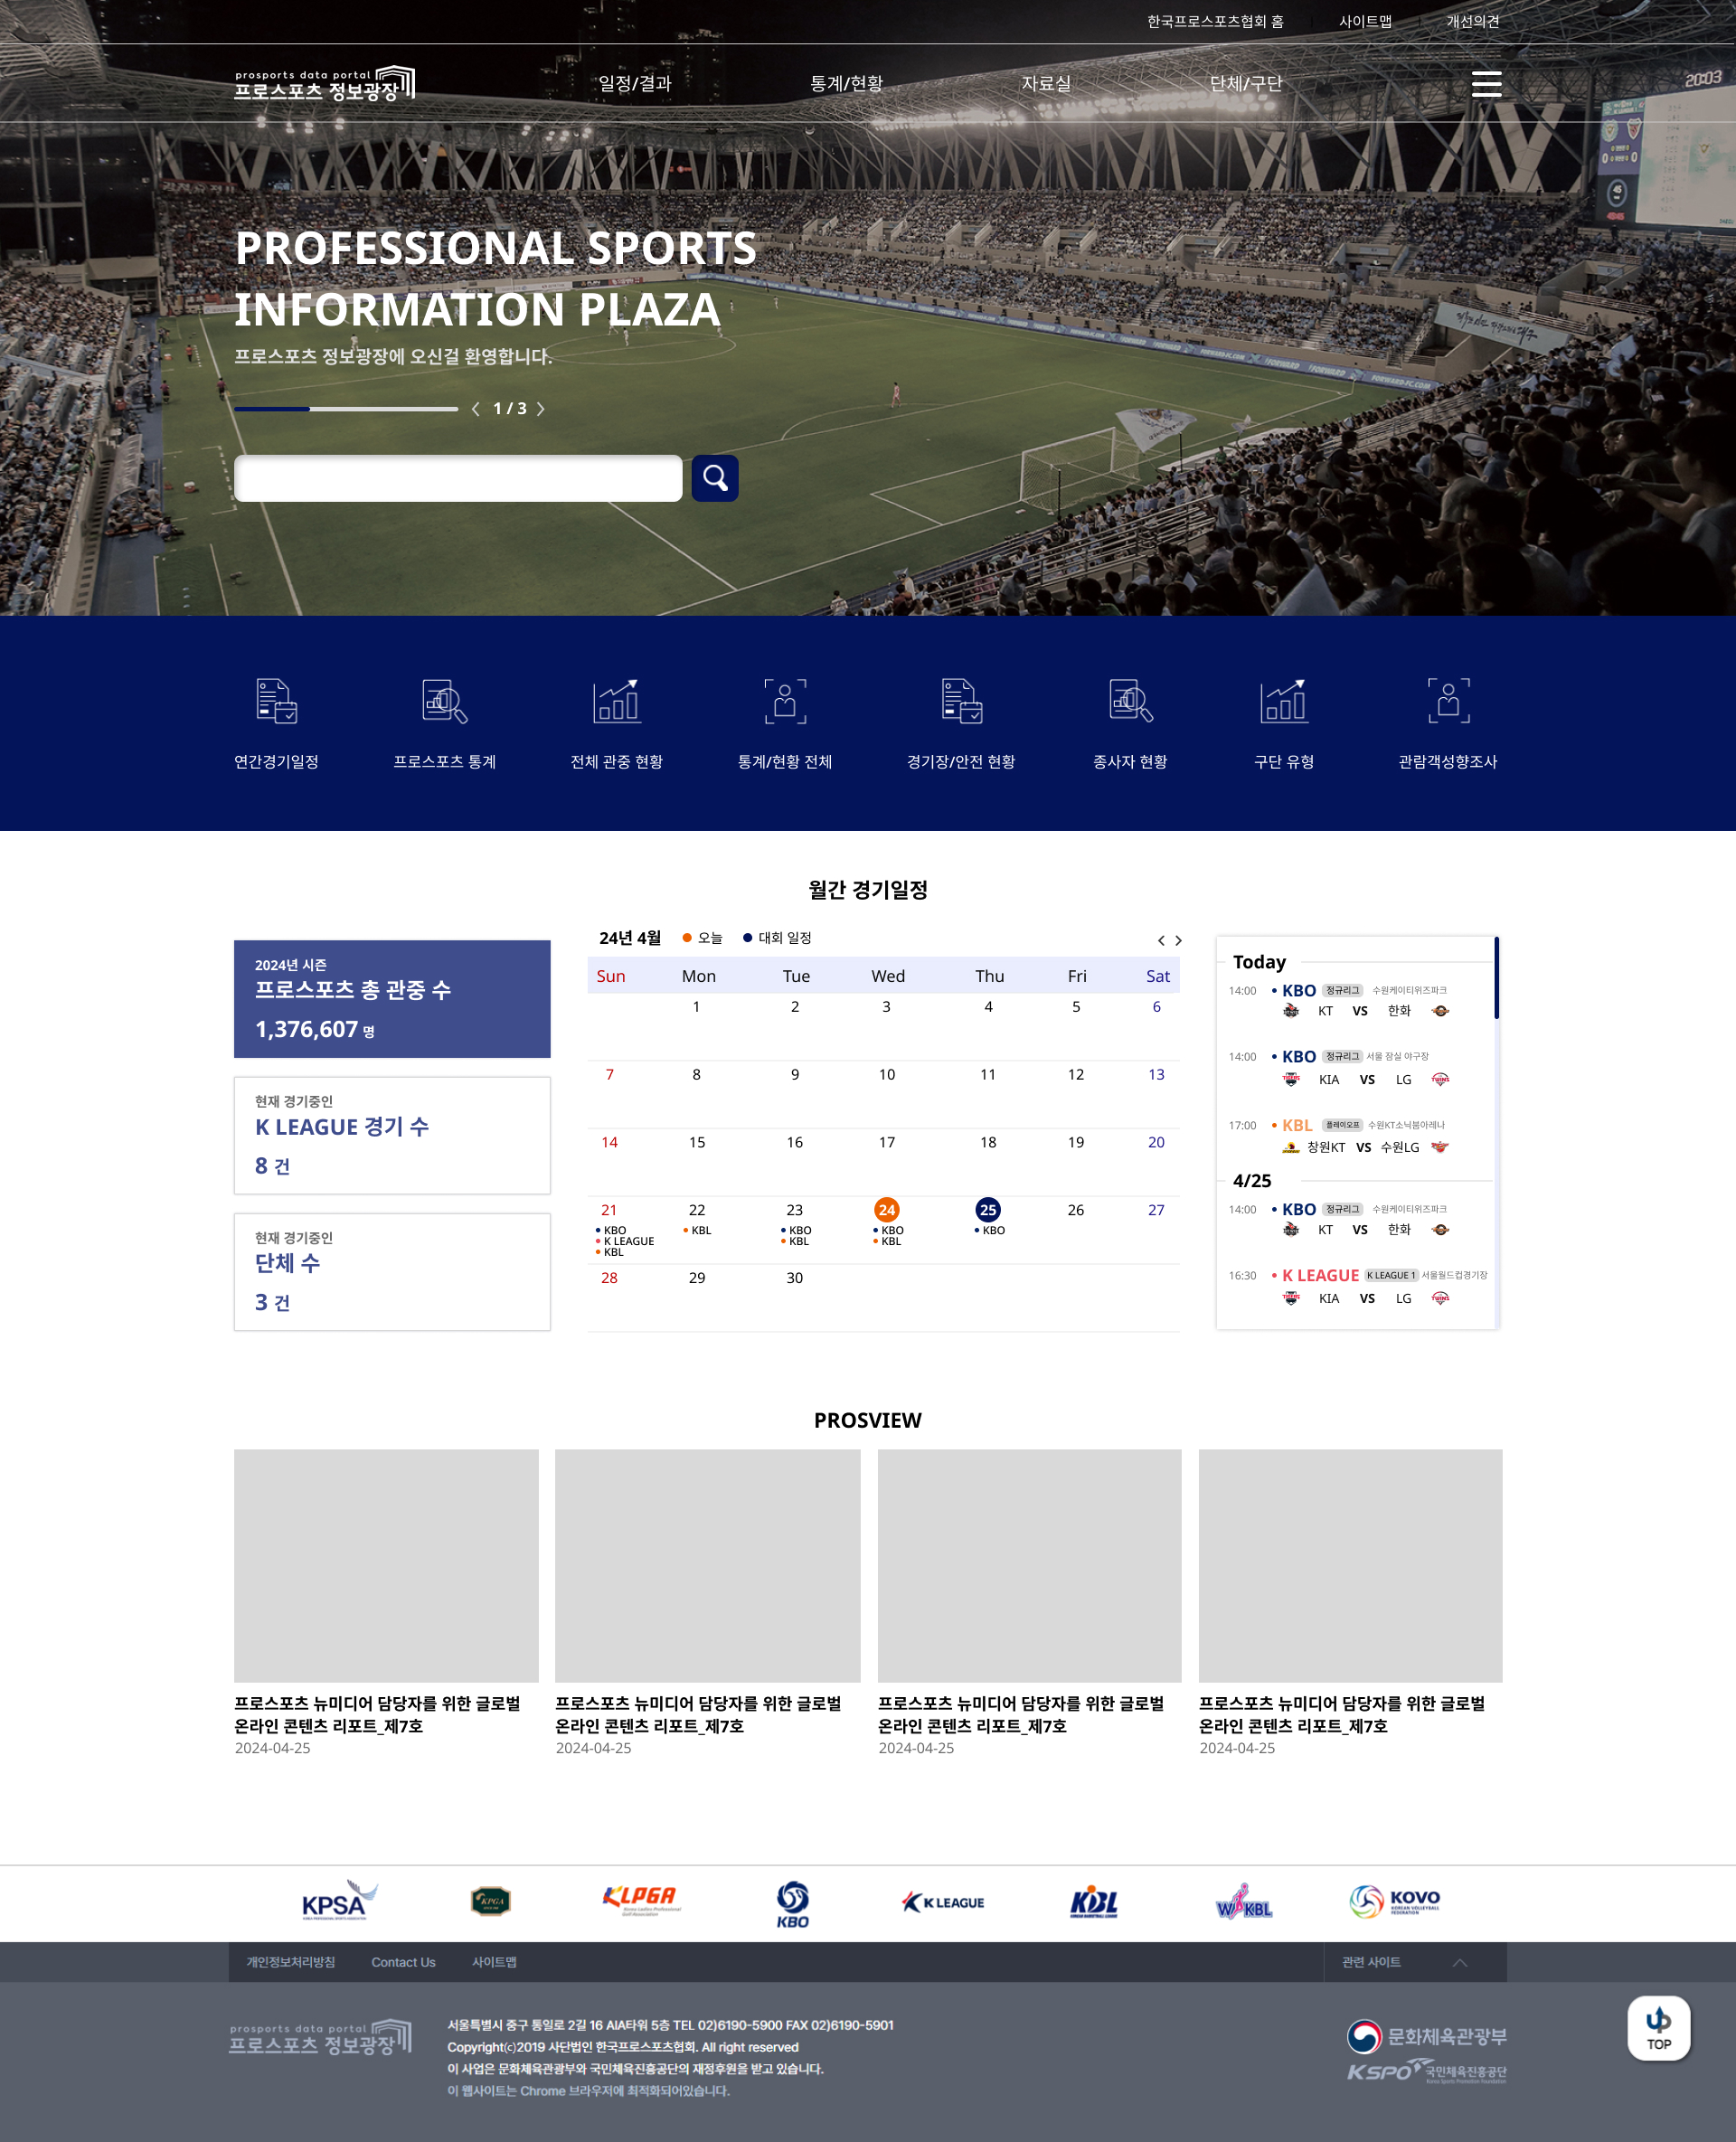 한국프로스포츠협회 홈
사이트맵
개선의견
prosports data portal
프로스포츠 정보광장
일정/결과
통계/현황
자료실
단체/구단
20:03
PROFESSIONAL SPORTS
INFORMATION PLAZA
프로스포츠 정보광장에 오신걸 환영합니다.
1 / 3
연간경기일정
프로스포츠 통계
전체 관중 현황
통계/현황 전체
경기장/안전 현황
종사자 현황
구단 유형
관람객성향조사
월간 경기일정
2024년 시즌
프로스포츠 총 관중 수
1,376,607 명
현재 경기중인
K LEAGUE 경기 수
8 건
현재 경기중인
단체 수
3 건
24년 4월
오늘
대회 일정
Sun Mon Tue Wed Thu Fri Sat
1 2 3 4 5 6
7 8 9 10 11 12 13
14 15 16 17 18 19 20
21 22 23 24 25 26 27
KBO KBL KBO KBO KBO
K LEAGUE KBL KBL
KBL
28 29 30
Today
14:00 KBO 정규리그 수원케이티위즈파크
KT VS 한화
14:00 KBO 정규리그 서울 잠실 야구장
KIA VS LG
17:00 KBL 플레이오프 수원KT소닉붐아레나
창원KT VS 수원LG
4/25
14:00 KBO 정규리그 수원케이티위즈파크
KT VS 한화
16:30 K LEAGUE K LEAGUE 1 서울월드컵경기장
KIA VS LG
PROSVIEW
프로스포츠 뉴미디어 담당자를 위한 글로벌
온라인 콘텐츠 리포트_제7호
2024-04-25
프로스포츠 뉴미디어 담당자를 위한 글로벌
온라인 콘텐츠 리포트_제7호
2024-04-25
프로스포츠 뉴미디어 담당자를 위한 글로벌
온라인 콘텐츠 리포트_제7호
2024-04-25
프로스포츠 뉴미디어 담당자를 위한 글로벌
온라인 콘텐츠 리포트_제7호
2024-04-25
KPSA
KPGA
KLPGA
KBO
K LEAGUE
KBL
WKBL
KOVO
KOREAN VOLLEYBALL
FEDERATION
개인정보처리방침
Contact Us
사이트맵
관련 사이트
prosports data portal
프로스포츠 정보광장
서울특별시 중구 통일로 2길 16 AIA타워 5층 TEL 02)6190-5900 FAX 02)6190-5901
Copyright(c)2019 사단법인 한국프로스포츠협회. All right reserved
이 사업은 문화체육관광부와 국민체육진흥공단의 재정후원을 받고 있습니다.
이 웹사이트는 Chrome 브라우저에 최적화되어있습니다.
문화체육관광부
KSPO 국민체육진흥공단
up
TOP